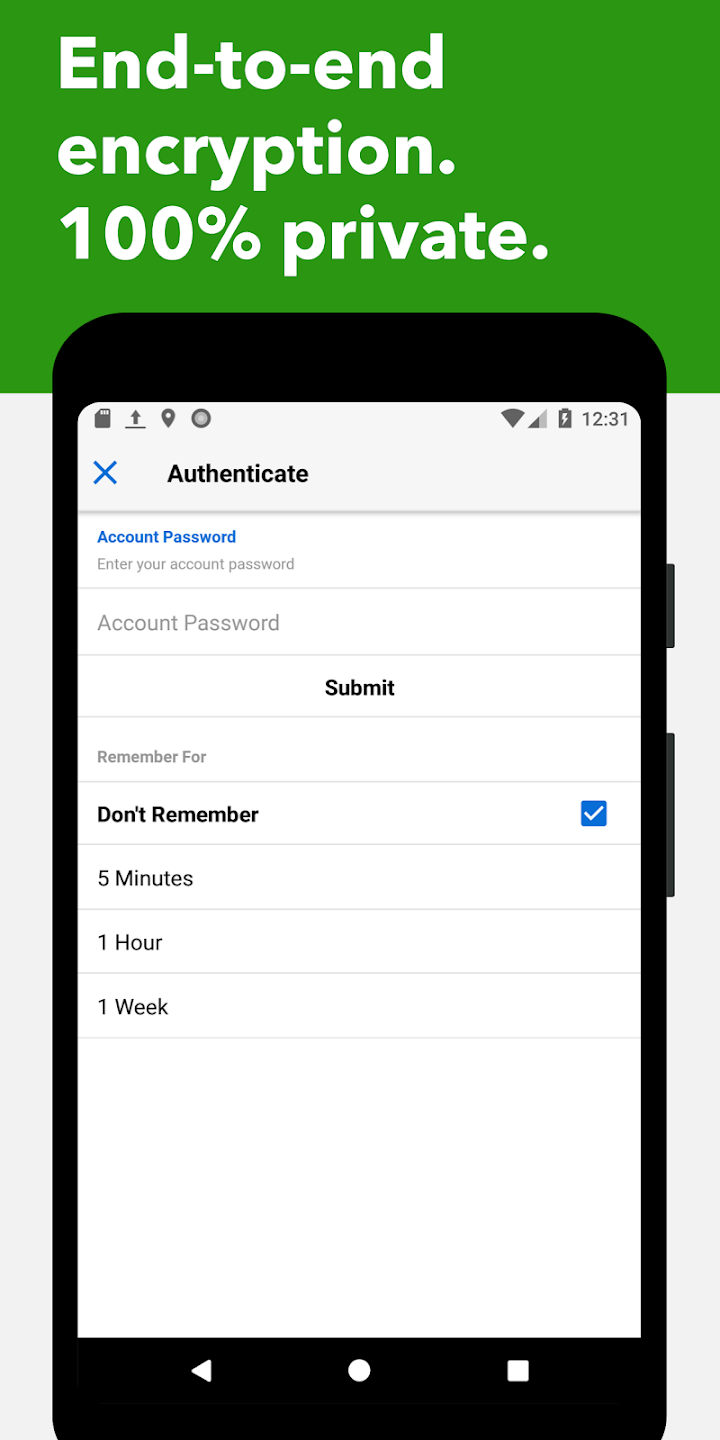 End-to-end
encryption.
100% private.
12:31
Authenticate
Account Password
Enter your account password
Account Password
Submit
Remember For
Don't Remember
5 Minutes
1 Hour
1 Week